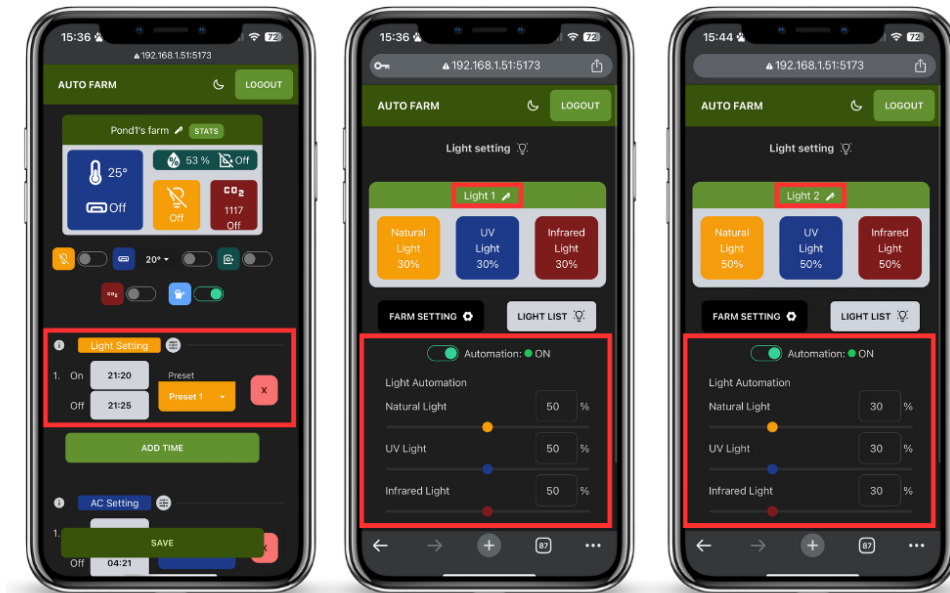 15:36
72
192.168.1.51:5173
AUTO FARM
LOGOUT
Pond1's farm
STATS
25°
53 %
Off
Off
Off
CO2
1117
Off
20°
CO2
Light Setting
1.
On
21:20
Preset
Off
21:25
Preset 1
X
ADD TIME
AC Setting
1.
SAVE
Off
04:21
15:36
72
192.168.1.51:5173
AUTO FARM
LOGOUT
Light setting
Light 1
Natural
Light
30%
UV
Light
30%
Infrared
Light
30%
FARM SETTING
LIGHT LIST
Automation:
ON
Light Automation
Natural Light
50 %
UV Light
50 %
Infrared Light
50 %
87
15:44
72
192.168.1.51:5173
AUTO FARM
LOGOUT
Light setting
Light 2
Natural
Light
50%
UV
Light
50%
Infrared
Light
50%
FARM SETTING
LIGHT LIST
Automation:
ON
Light Automation
Natural Light
30 %
UV Light
30 %
Infrared Light
30 %
87